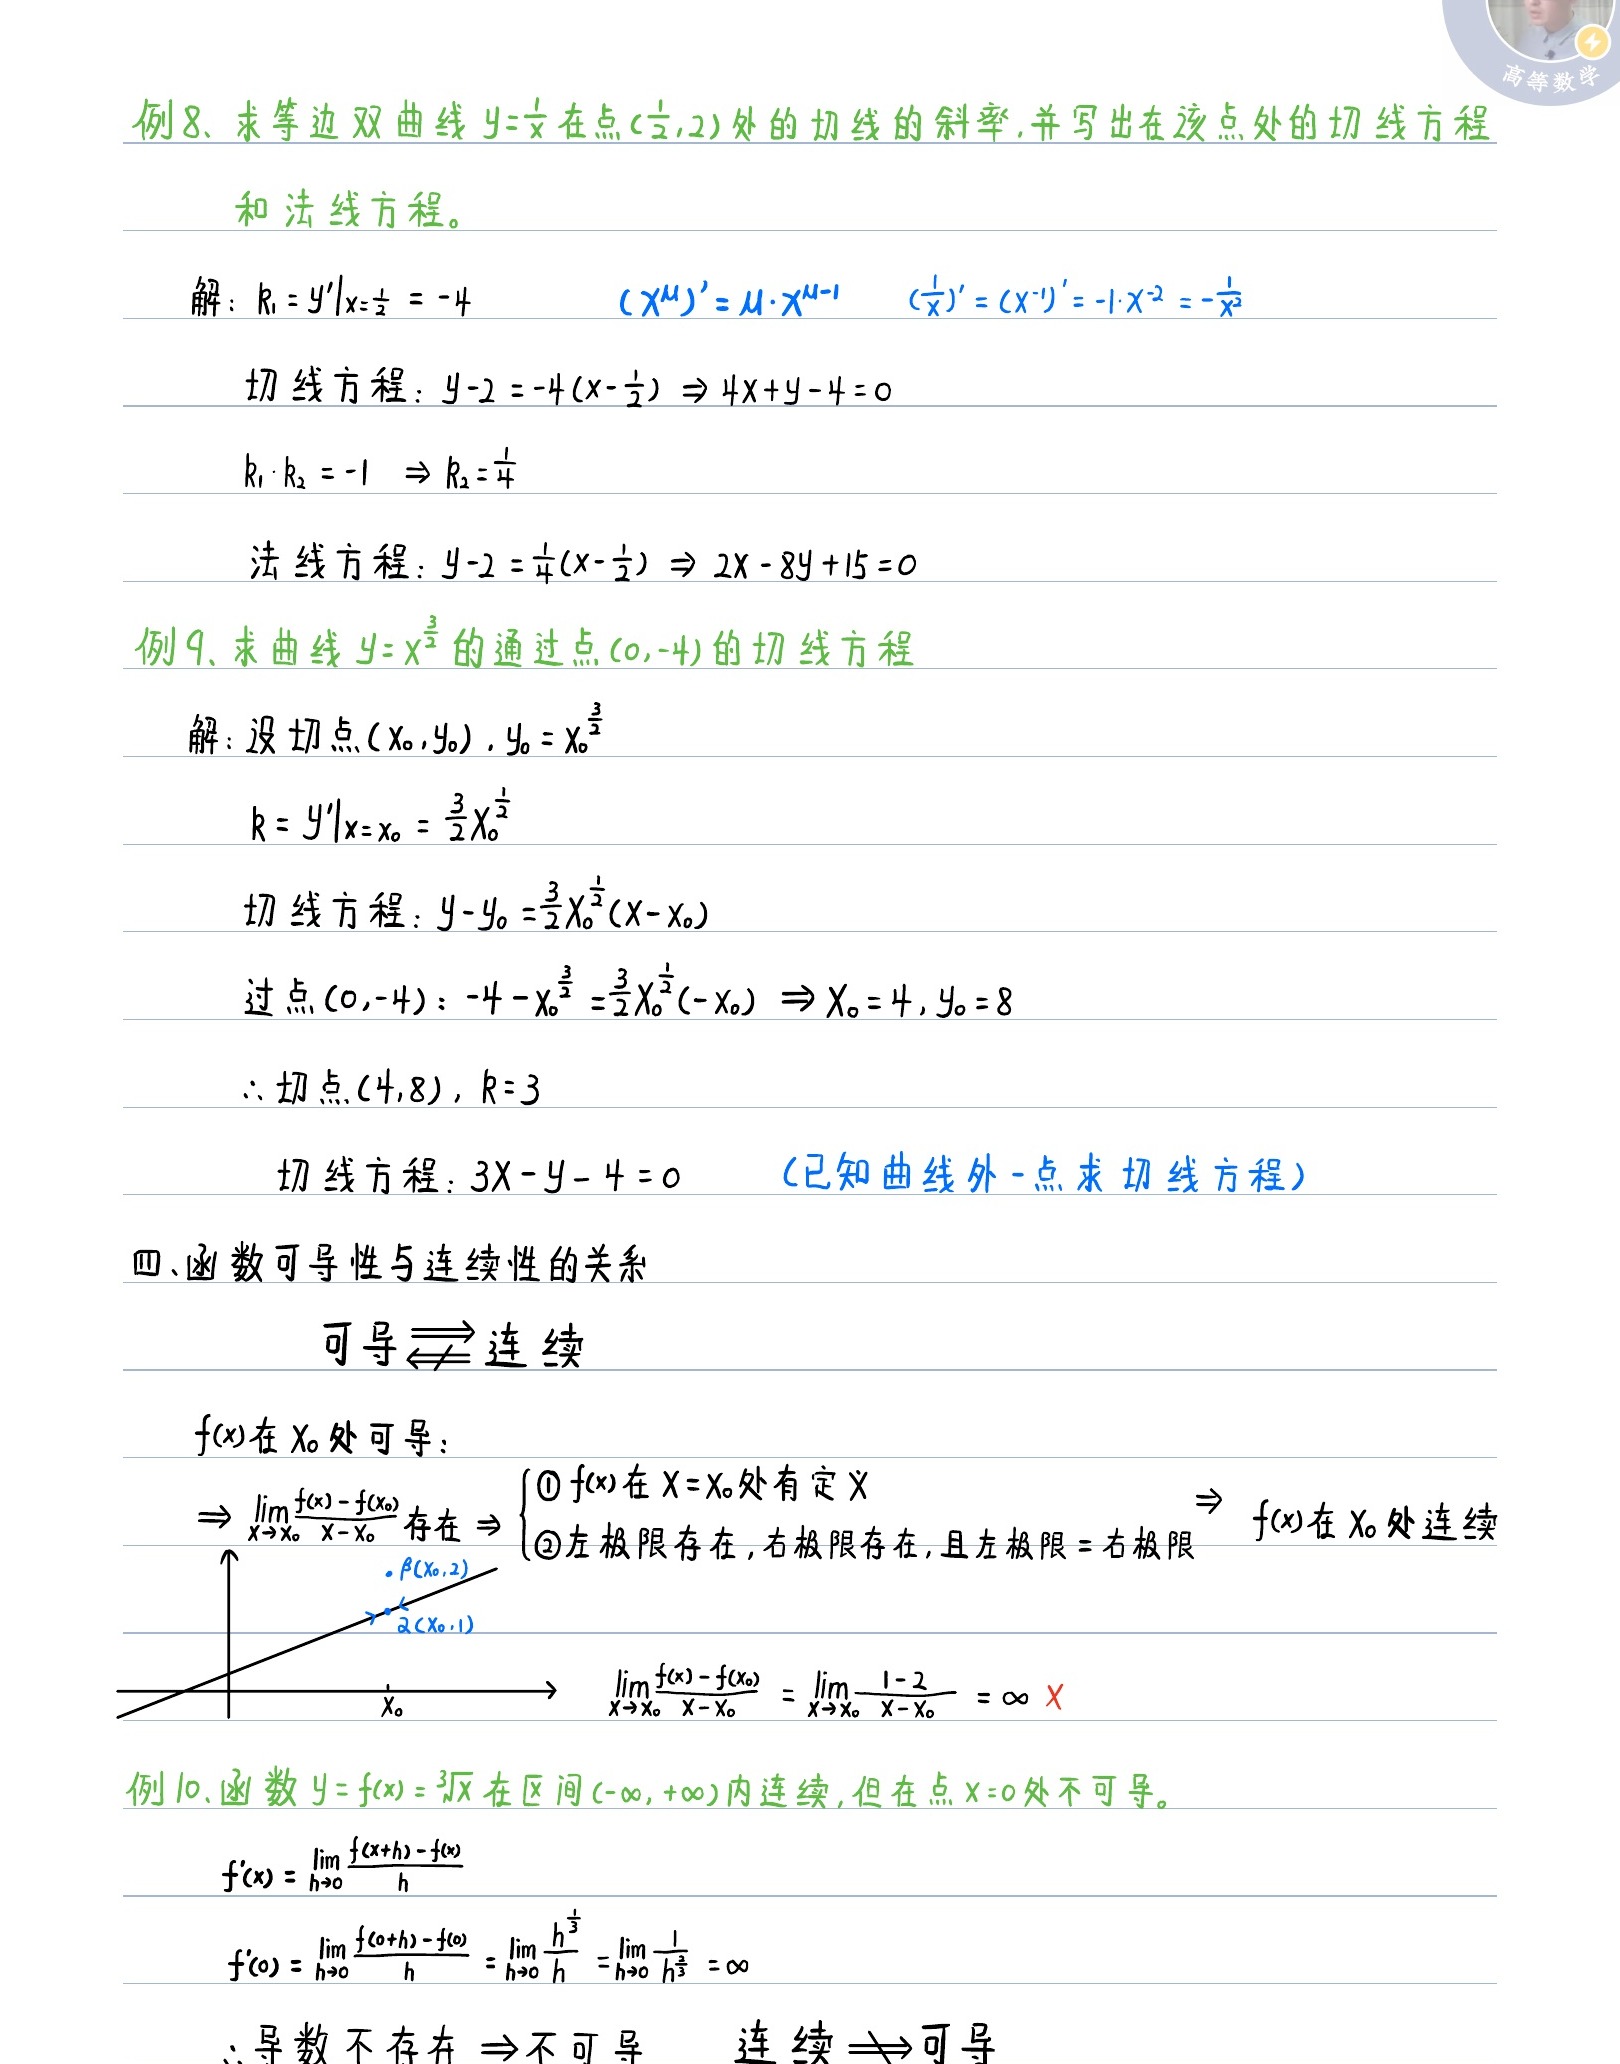 高等数学
例8、求等边双曲线 y=1/x 在点(1/2,2)处的切线的斜率,并写出在该点处的切线方程
和法线方程。
解: k₁=y'|x=1/2 = -4 (x^μ)'=μ·x^(μ-1) (1/x)'=(x⁻¹)'=-1·x⁻²=-1/x²
切线方程: y-2=-4(x-1/2) ⇒ 4x+y-4=0
k₁·k₂=-1 ⇒ k₂=1/4
法线方程: y-2=1/4(x-1/2) ⇒ 2x-8y+15=0
例9、求曲线 y=x^(3/2) 的通过点(0,-4)的切线方程
解: 设切点(x₀,y₀), y₀=x₀^(3/2)
k=y'|x=x₀ = 3/2 x₀^(1/2)
切线方程: y-y₀=3/2 x₀^(1/2)(x-x₀)
过点(0,-4): -4-x₀^(3/2)=3/2 x₀^(1/2)(-x₀) ⇒ x₀=4, y₀=8
∴切点(4,8), k=3
切线方程: 3x-y-4=0 (已知曲线外-点求切线方程)
四、函数可导性与连续性的关系
可导 ⇒ ⇍ 连续
f(x)在x₀处可导:
⇒ lim x→x₀ (f(x)-f(x₀))/(x-x₀) 存在 ⇒ { ①f(x)在x=x₀处有定义 ⇒ f(x)在x₀处连续
②左极限存在,右极限存在,且左极限=右极限
β(x₀,2)
2(x₀,1)
x₀
lim x→x₀ (f(x)-f(x₀))/(x-x₀) = lim x→x₀ (1-2)/(x-x₀) = ∞ ×
例10、函数 y=f(x)=³√x 在区间(-∞,+∞)内连续,但在点x=0处不可导。
f'(x)=lim h→0 (f(x+h)-f(x))/h
f'(0)=lim h→0 (f(0+h)-f(0))/h = lim h→0 h^(1/3)/h = lim h→0 1/h^(2/3) = ∞
∴导数不存在 ⇒ 不可导 连续 ⇏ 可导